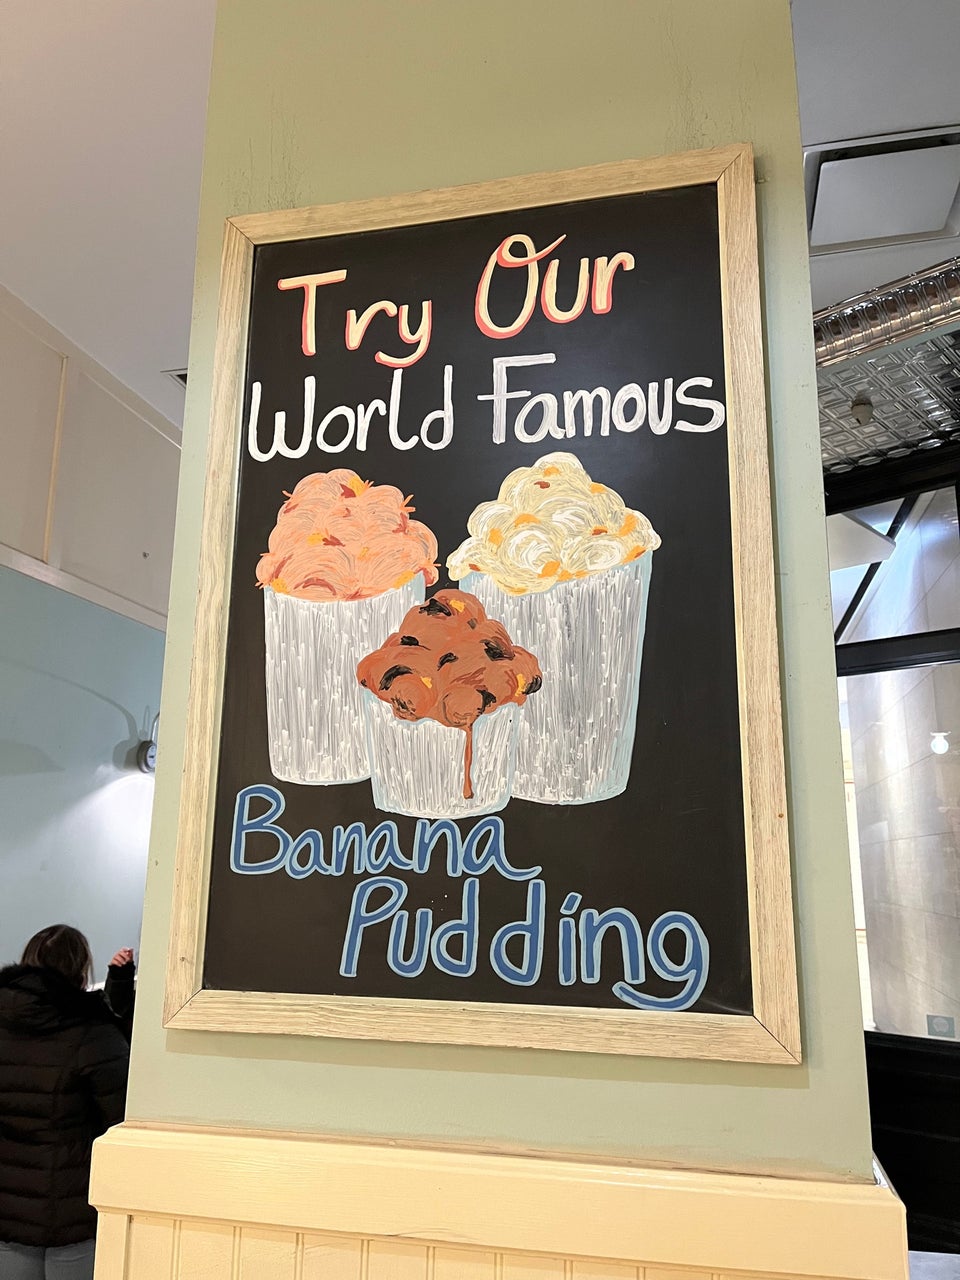 Try Our
World Famous
Banana
Pudding